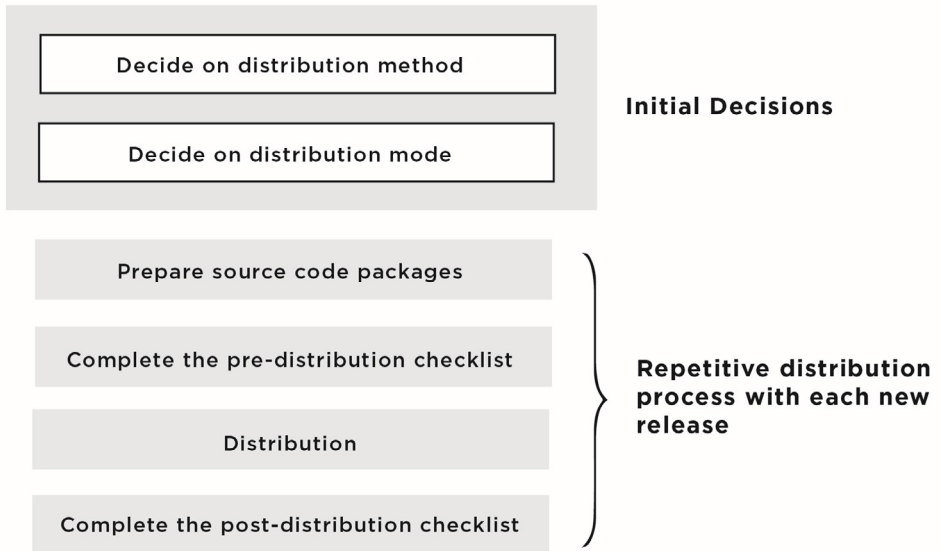 Decide on distribution method
Decide on distribution mode
Initial Decisions
Prepare source code packages
Complete the pre-distribution checklist
Distribution
Complete the post-distribution checklist
Repetitive distribution
process with each new
release